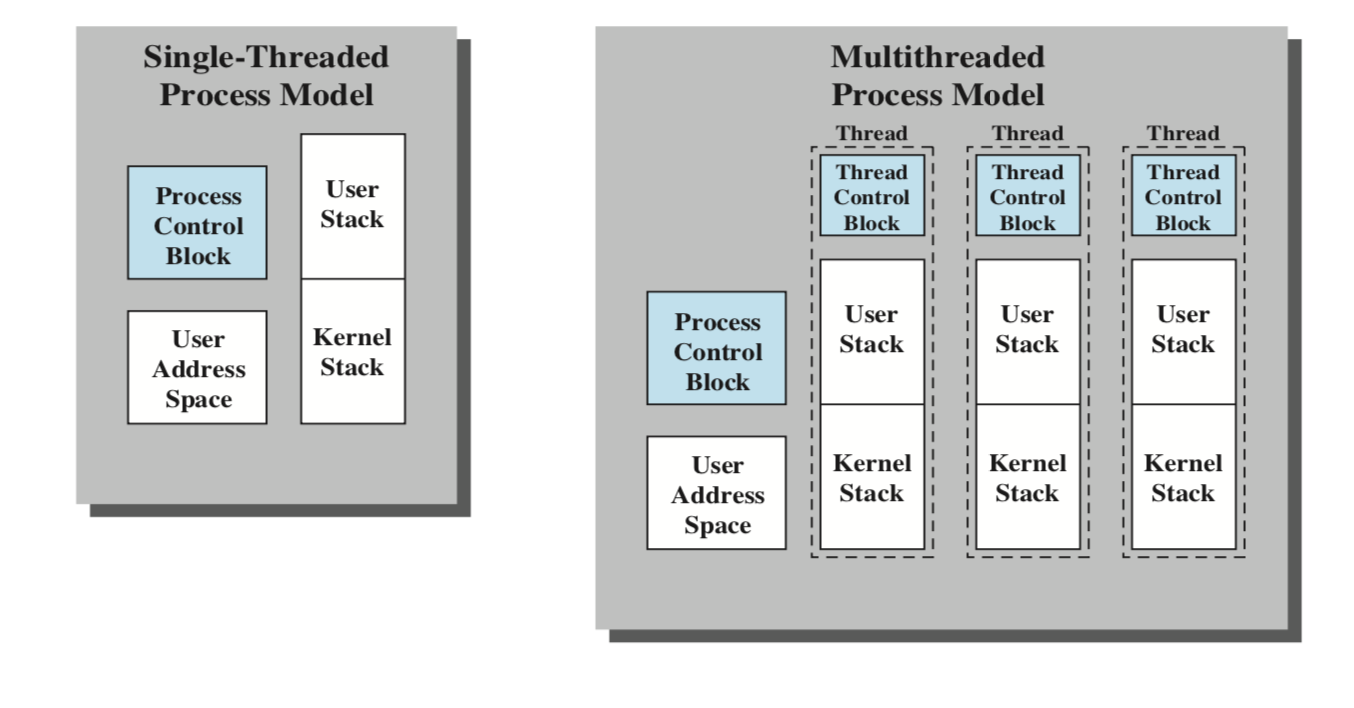 Single-Threaded
Process Model
Process
Control
Block
User
Stack
User
Address
Space
Kernel
Stack
Multithreaded
Process Model
Thread
Thread
Thread
Thread
Control
Block
Thread
Control
Block
Thread
Control
Block
Process
Control
Block
User
Stack
User
Stack
User
Stack
User
Address
Space
Kernel
Stack
Kernel
Stack
Kernel
Stack